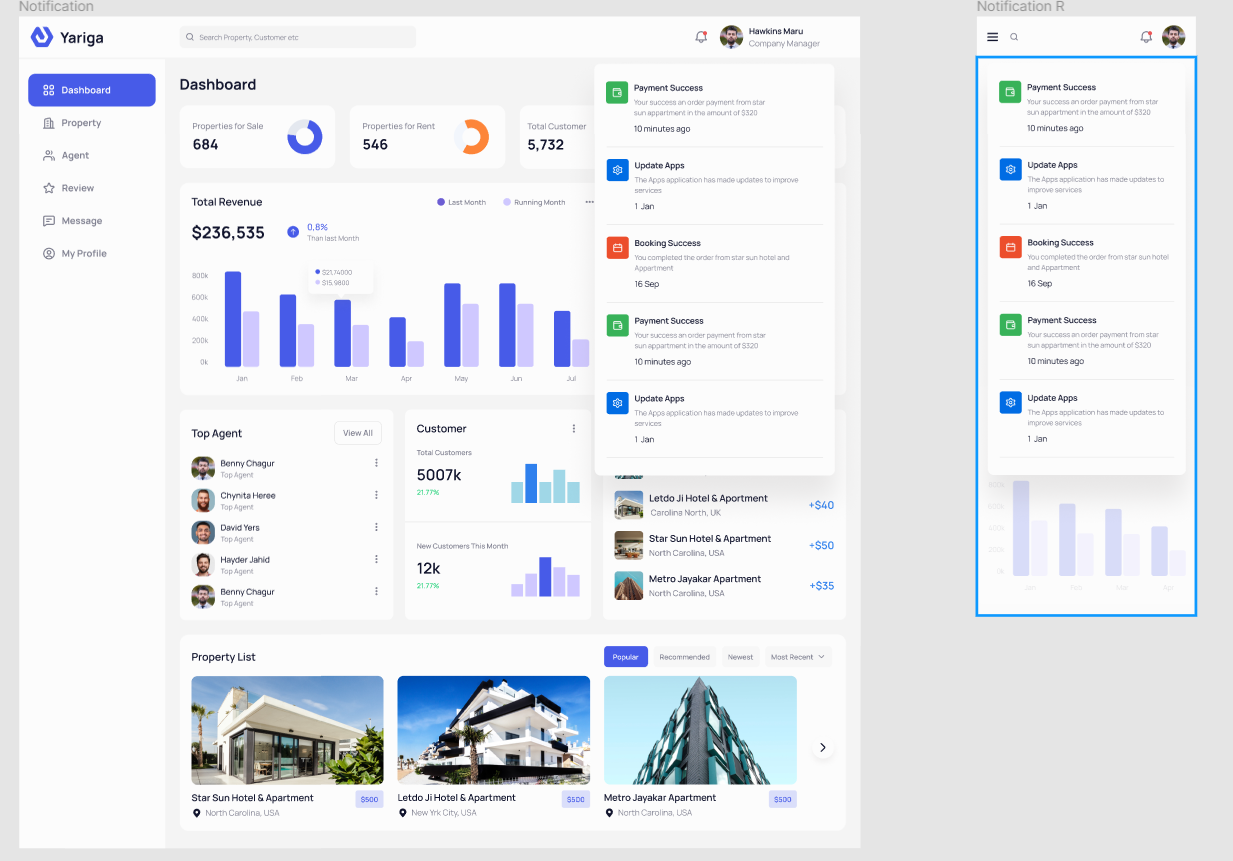 Notification
Yariga
Search Property, Customer etc
Hawkins Maru
Company Manager
Dashboard
Property
Agent
Review
Message
My Profile
Dashboard
Properties for Sale
684
Properties for Rent
546
Total Customer
5,732
Total Revenue
Last Month
Running Month
$236,535
0,8%
Than last Month
$21.74000
$15.9800
800k
600k
400k
200k
0k
Jan
Feb
Mar
Apr
May
Jun
Jul
Payment Success
Your success an order payment from star
sun appartment in the amount of $320
10 minutes ago
Update Apps
The Apps application has made updates to improve
services
1 Jan
Booking Success
You completed the order from star sun hotel and
Appartment
16 Sep
Payment Success
Your success an order payment from star
sun appartment in the amount of $320
10 minutes ago
Update Apps
The Apps application has made updates to improve
services
1 Jan
Top Agent
View All
Benny Chagur
Top Agent
Chynita Heree
Top Agent
David Yers
Top Agent
Hayder Jahid
Top Agent
Benny Chagur
Top Agent
Customer
Total Customers
5007k
21.77%
New Customers This Month
12k
21.77%
Letdo Ji Hotel & Apartment
Carolina North, UK
+$40
Star Sun Hotel & Apartment
North Carolina, USA
+$50
Metro Jayakar Apartment
North Carolina, USA
+$35
Property List
Popular
Recommended
Newest
Most Recent
Star Sun Hotel & Apartment
$500
North Carolina, USA
Letdo Ji Hotel & Apartment
$500
New Yrk City, USA
Metro Jayakar Apartment
$500
North Carolina, USA
Notification R
Payment Success
Your success an order payment from star
sun appartment in the amount of $320
10 minutes ago
Update Apps
The Apps application has made updates to
improve services
1 Jan
Booking Success
You completed the order from star sun hotel
and Appartment
16 Sep
Payment Success
Your success an order payment from star
sun appartment in the amount of $320
10 minutes ago
Update Apps
The Apps application has made updates to
improve services
1 Jan
800k
600k
400k
200k
0k
Jan
Feb
Mar
Apr